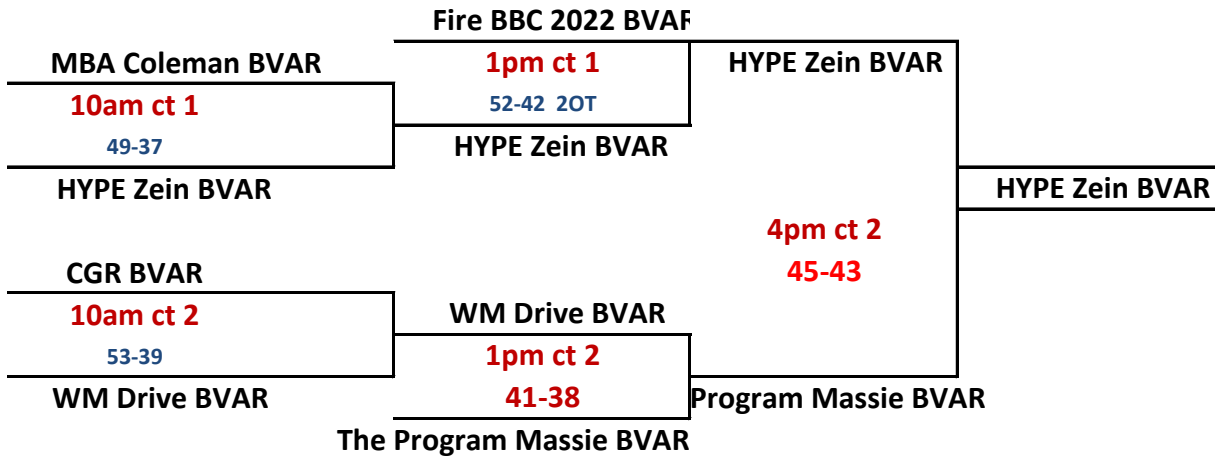 Fire BBC 2022 BVAR
MBA Coleman BVAR
1pm ct 1
HYPE Zein BVAR
10am ct 1
52-42 2OT
49-37
HYPE Zein BVAR
HYPE Zein BVAR
HYPE Zein BVAR
4pm ct 2
CGR BVAR
45-43
10am ct 2
WM Drive BVAR
53-39
1pm ct 2
WM Drive BVAR
41-38
Program Massie BVAR
The Program Massie BVAR